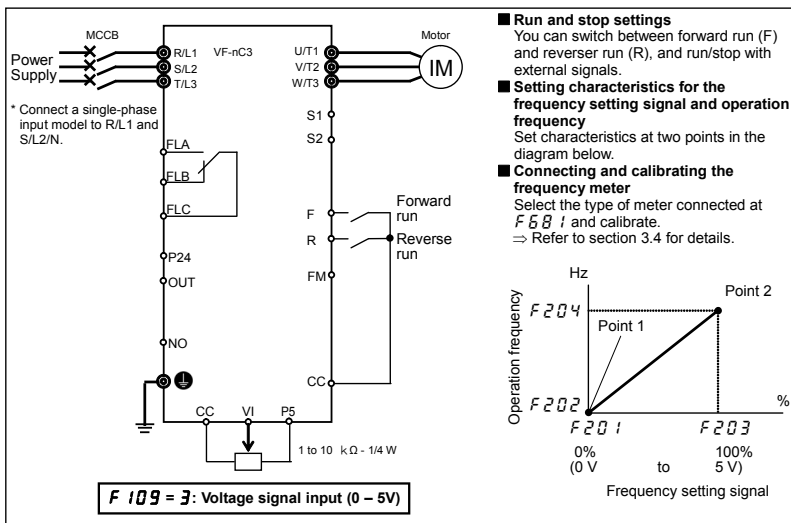 MCCB
Power
Supply
R/L1
S/L2
T/L3
VF-nC3
U/T1
V/T2
W/T3
Motor
IM
* Connect a single-phase
input model to R/L1 and
S/L2/N.
FLA
FLB
FLC
P24
OUT
NO
S1
S2
F
R
FM
CC
Forward
run
Reverse
run
CC VI P5
1 to 10 kΩ - 1/4 W
F109 = 3: Voltage signal input (0 – 5V)
■ Run and stop settings
You can switch between forward run (F)
and reverser run (R), and run/stop with
external signals.
■ Setting characteristics for the
frequency setting signal and operation
frequency
Set characteristics at two points in the
diagram below.
■ Connecting and calibrating the
frequency meter
Select the type of meter connected at
F681 and calibrate.
⇒ Refer to section 3.4 for details.
Hz
Operation frequency
F204
Point 1
Point 2
F202
%
F201 F203
0% 100%
(0 V to 5 V)
Frequency setting signal